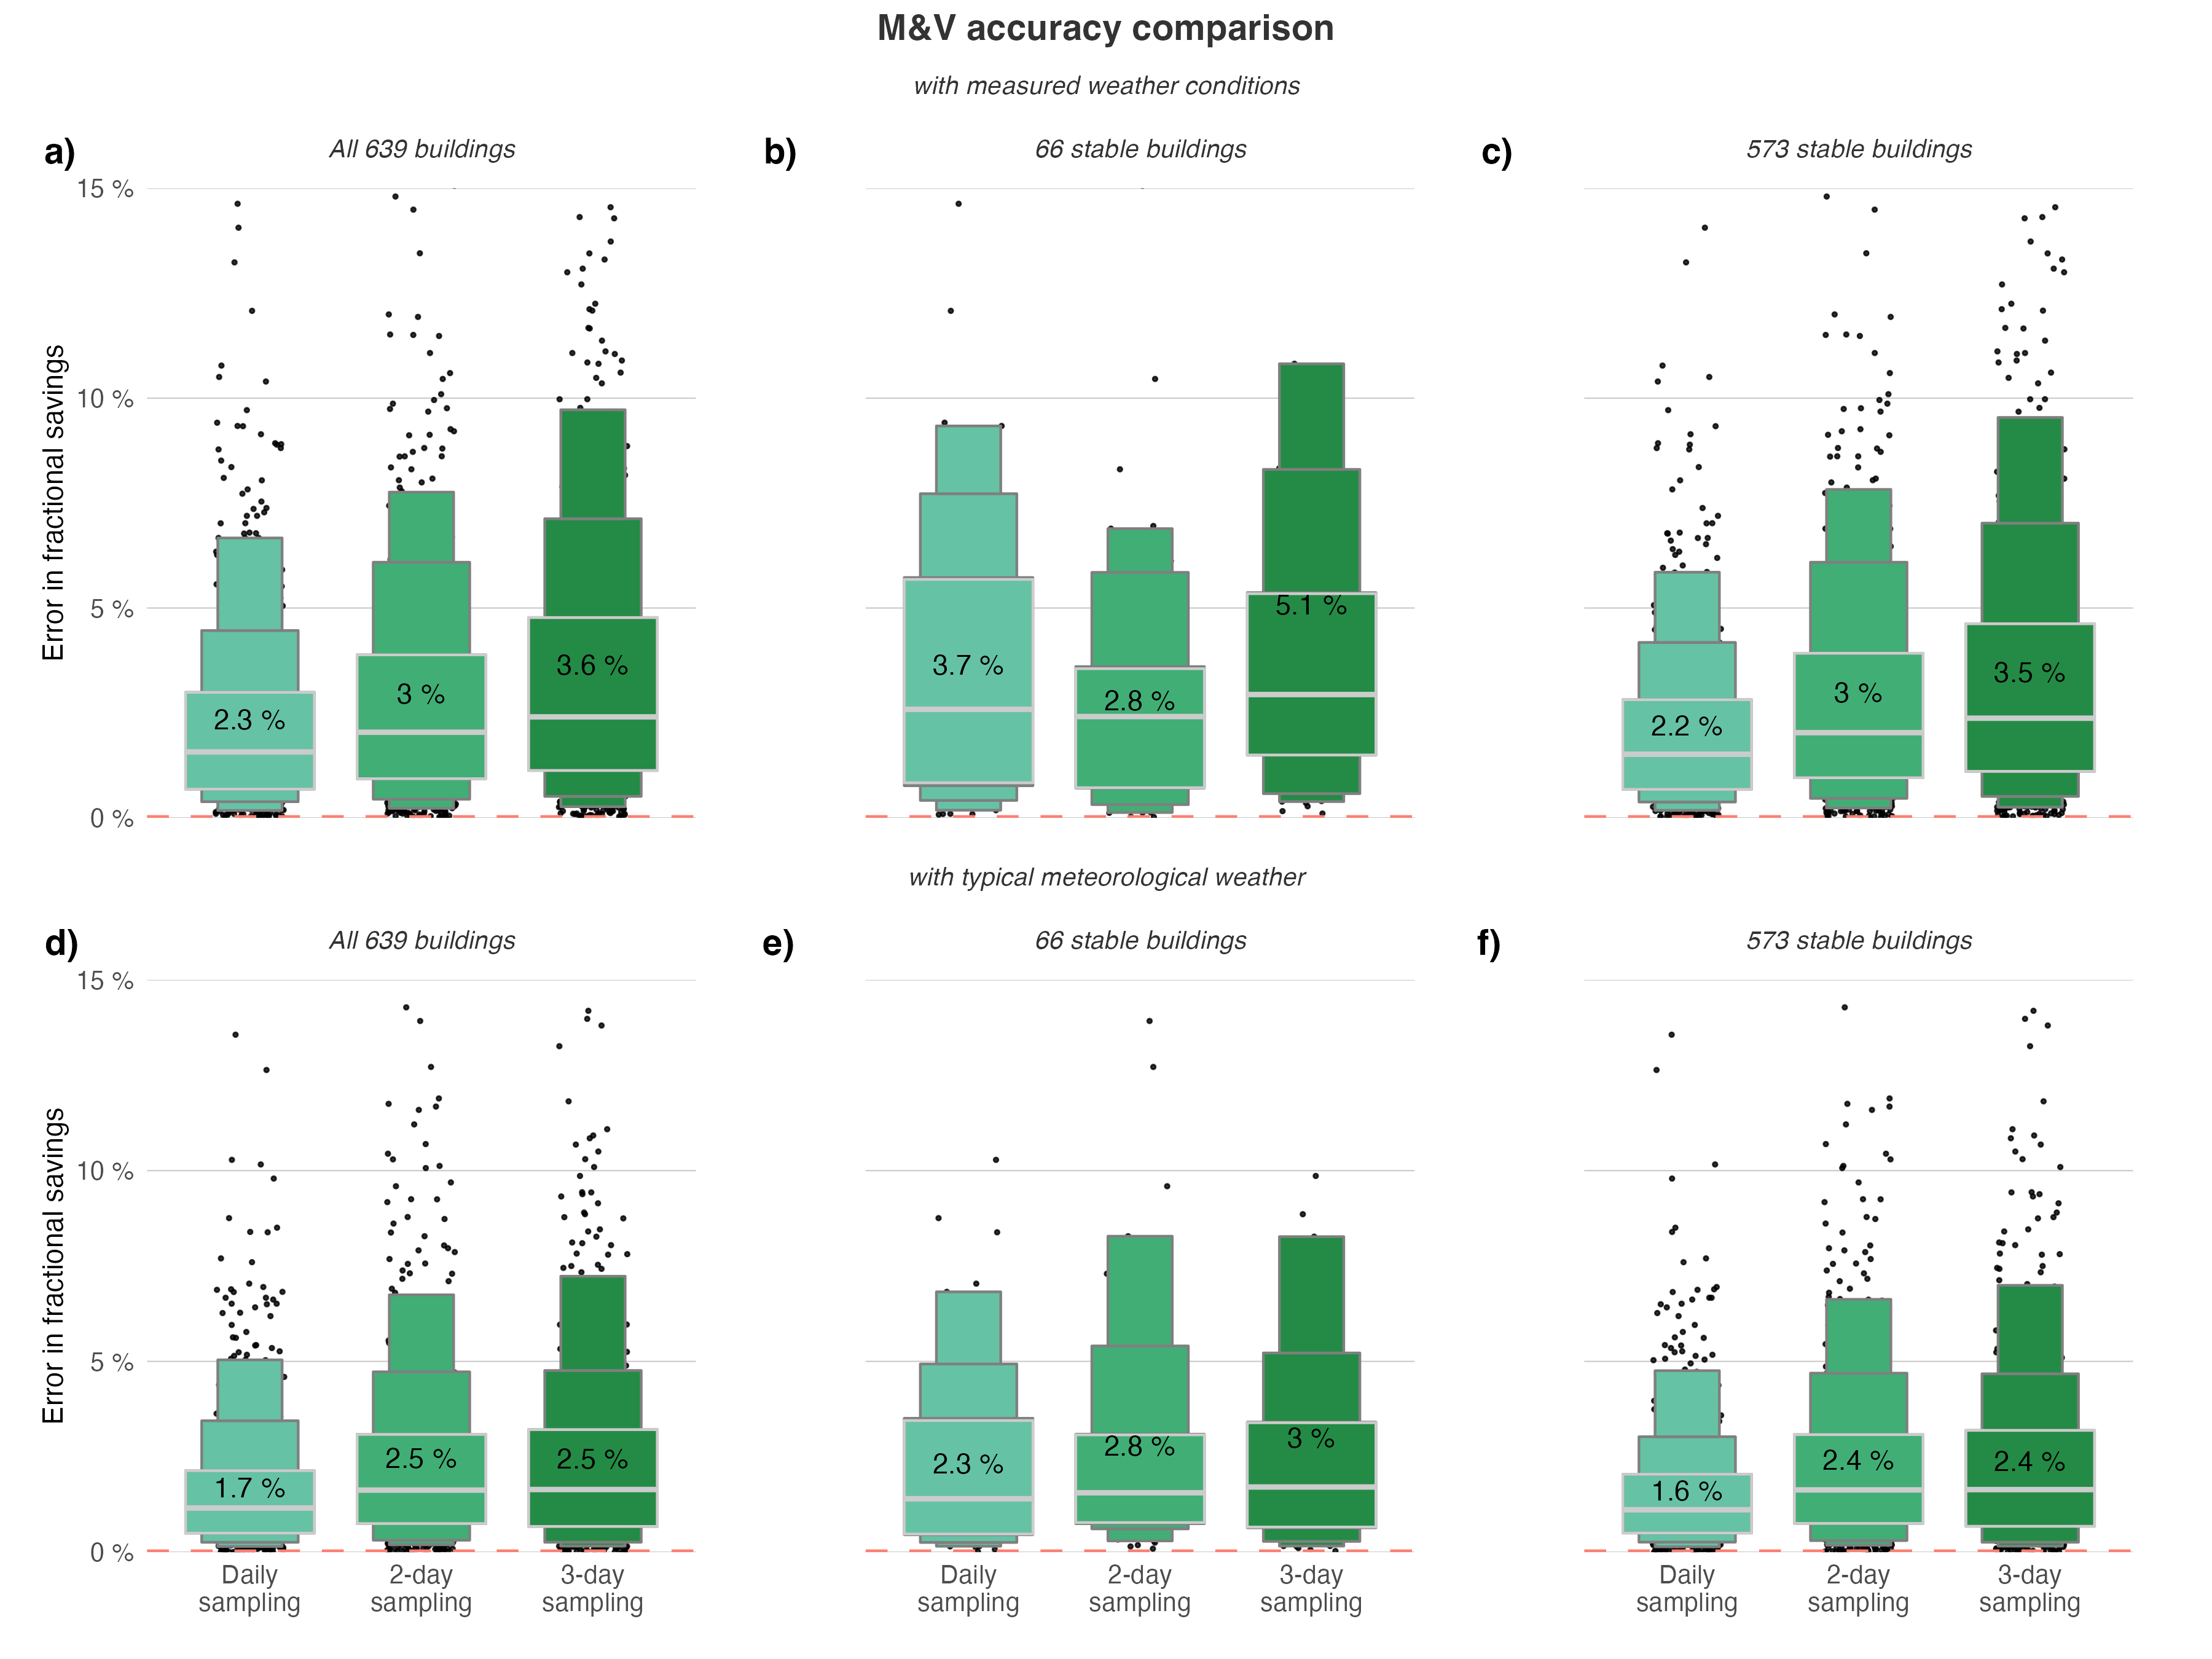 M&V accuracy comparison
with measured weather conditions
a)
All 639 buildings
b)
66 stable buildings
c)
573 stable buildings
Error in fractional savings
15 %
10 %
5 %
0 %
2.3 %
3 %
3.6 %
3.7 %
2.8 %
5.1 %
2.2 %
3 %
3.5 %
with typical meteorological weather
d)
All 639 buildings
e)
66 stable buildings
f)
573 stable buildings
Error in fractional savings
15 %
10 %
5 %
0 %
1.7 %
2.5 %
2.5 %
2.3 %
2.8 %
3 %
1.6 %
2.4 %
2.4 %
Daily
sampling
2-day
sampling
3-day
sampling
Daily
sampling
2-day
sampling
3-day
sampling
Daily
sampling
2-day
sampling
3-day
sampling